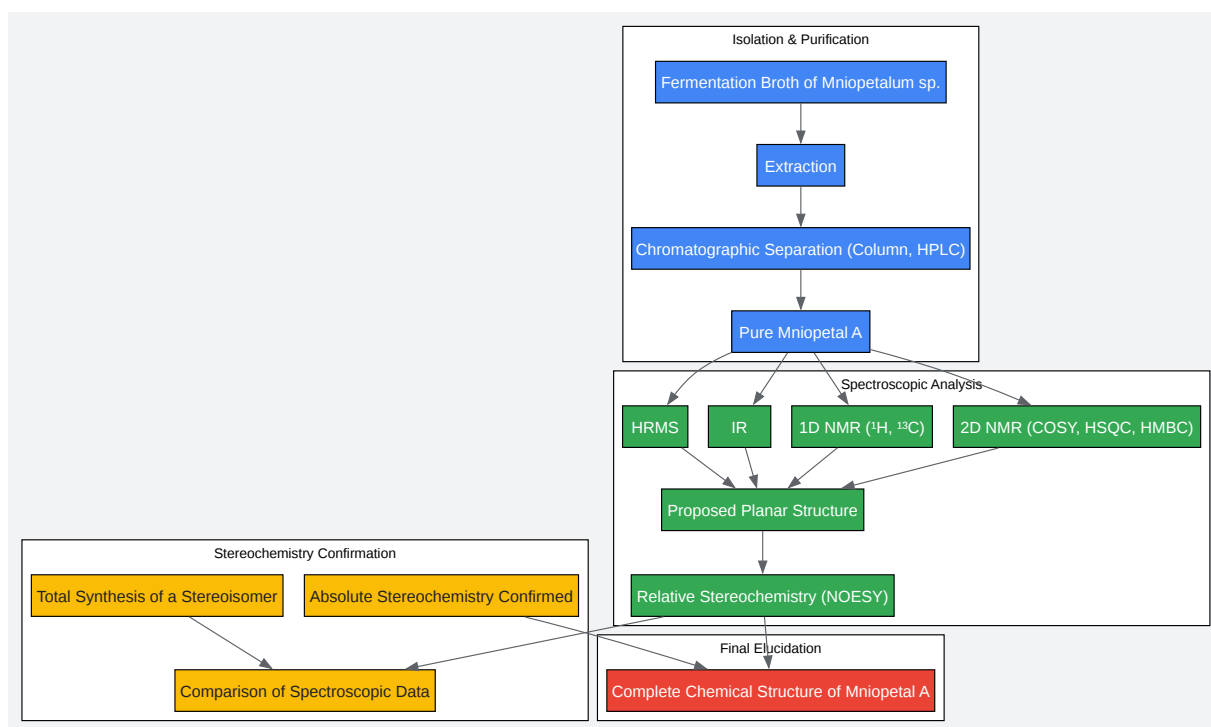 Isolation & Purification
Fermentation Broth of Mniopetalum sp.
Extraction
Chromatographic Separation (Column, HPLC)
Pure Mniopetal A
Spectroscopic Analysis
HRMS
IR
1D NMR (¹H, ¹³C)
2D NMR (COSY, HSQC, HMBC)
Proposed Planar Structure
Stereochemistry Confirmation
Total Synthesis of a Stereoisomer
Absolute Stereochemistry Confirmed
Relative Stereochemistry (NOESY)
Final Elucidation
Comparison of Spectroscopic Data
Complete Chemical Structure of Mniopetal A